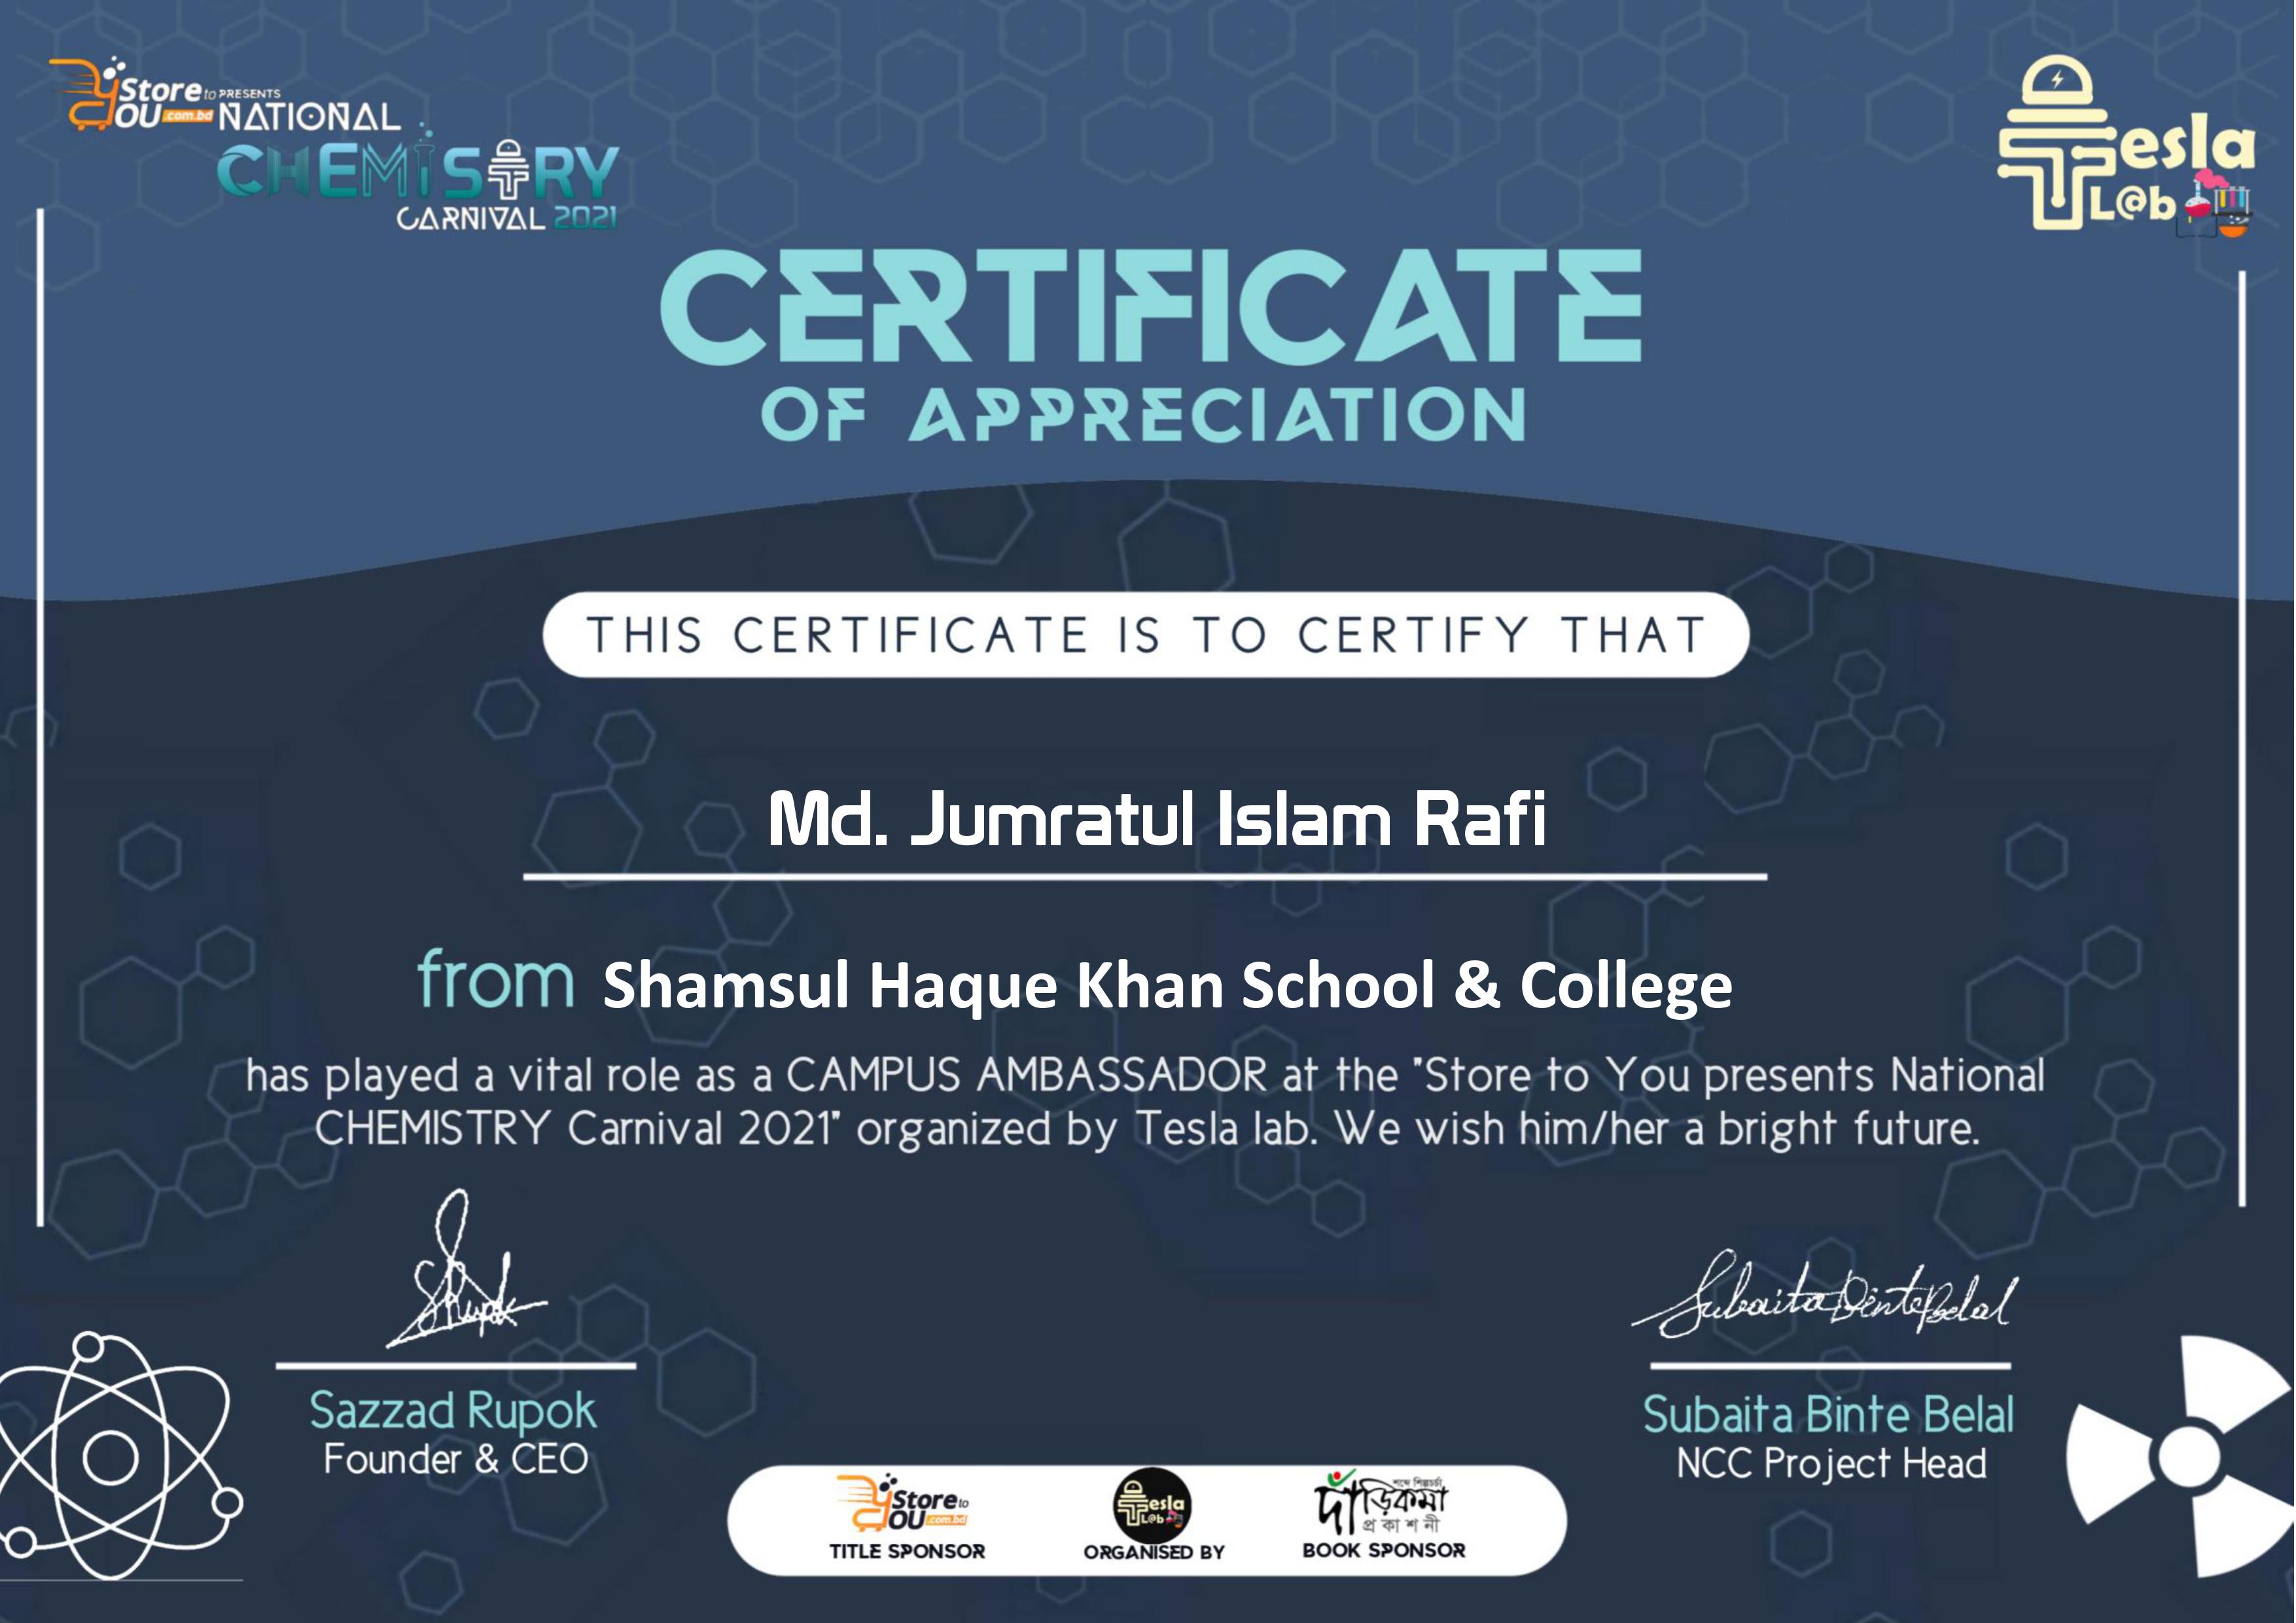 Store to PRESENTS
YOU .com.bd NATIONAL
CHEMISTRY
CARNIVAL 2021
Tesla
L@b
CERTIFICATE
OF APPRECIATION
THIS CERTIFICATE IS TO CERTIFY THAT
Md. Jumratul Islam Rafi
from Shamsul Haque Khan School & College
has played a vital role as a CAMPUS AMBASSADOR at the "Store to You presents National
CHEMISTRY Carnival 2021" organized by Tesla lab. We wish him/her a bright future.
Subaita Binte Belal
Sazzad Rupok
Founder & CEO
Subaita Binte Belal
NCC Project Head
Store to
YOU .com.bd
TITLE SPONSOR
Tesla
L@b
ORGANISED BY
শব্দে শিল্পচর্চা
দাঁড়িকমা
প্রকাশনী
BOOK SPONSOR